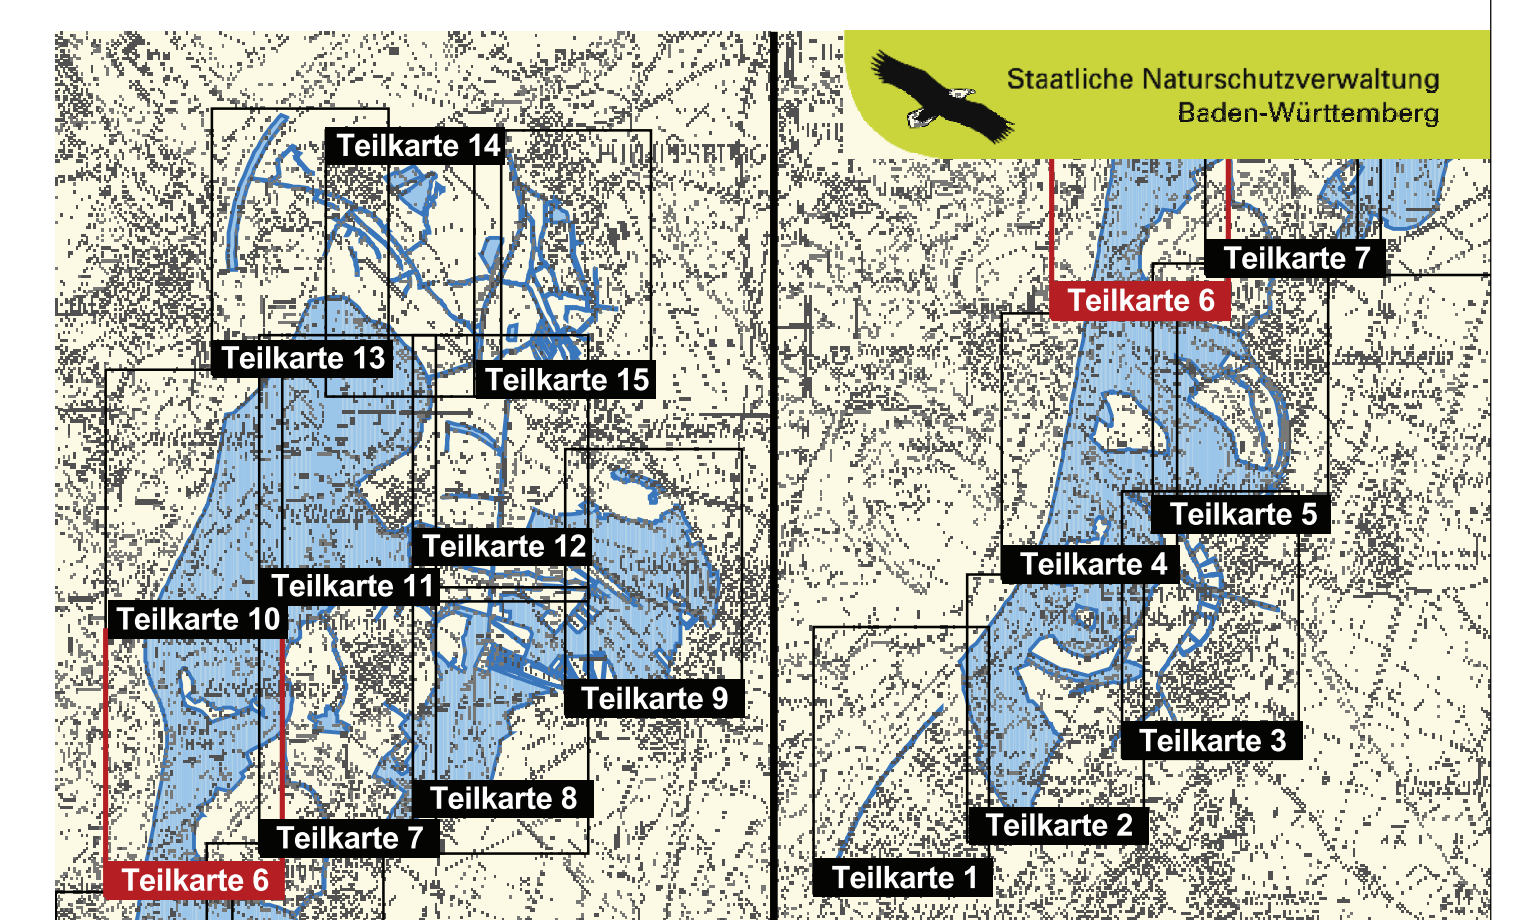 Staatliche Naturschutzverwaltung
Baden-Württemberg
Teilkarte 14
Teilkarte 13
Teilkarte 15
Teilkarte 12
Teilkarte 11
Teilkarte 10
Teilkarte 9
Teilkarte 8
Teilkarte 7
Teilkarte 6
Teilkarte 7
Teilkarte 6
Teilkarte 5
Teilkarte 4
Teilkarte 3
Teilkarte 2
Teilkarte 1